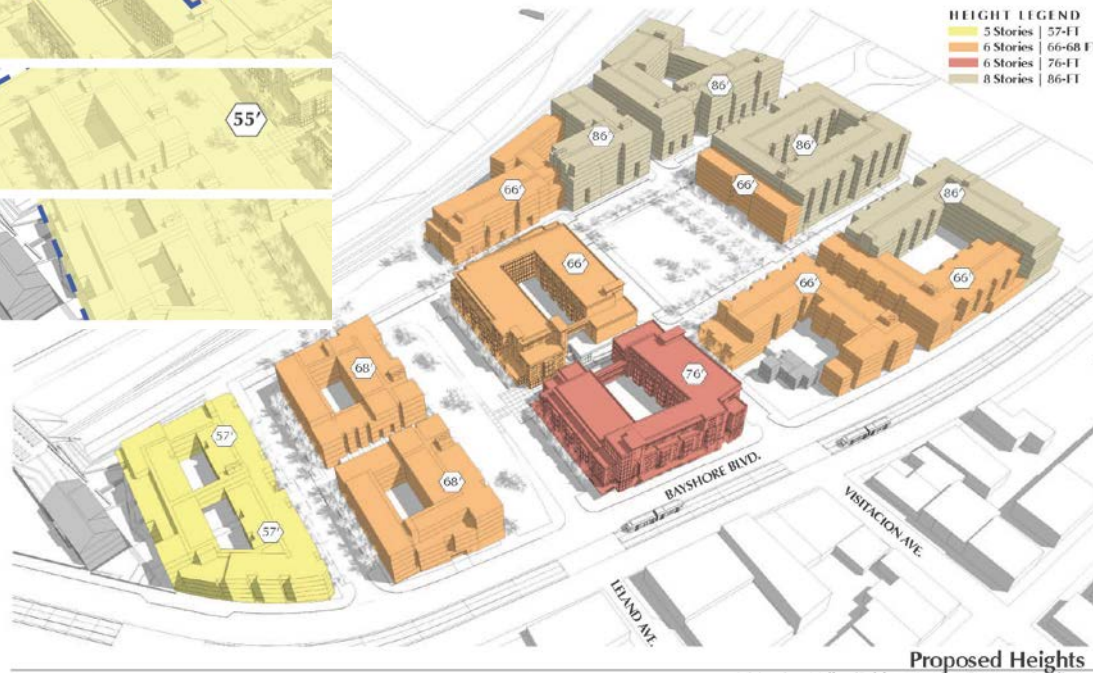 HEIGHT LEGEND
5 Stories | 57-FT
6 Stories | 66-68 F
6 Stories | 76-FT
8 Stories | 86-FT
55'
86'
86'
86'
66'
66'
86'
66'
66'
66'
68'
76'
57'
68'
57'
BAYSHORE BLVD.
VISITACION AVE.
LELAND AVE.
Proposed Heights